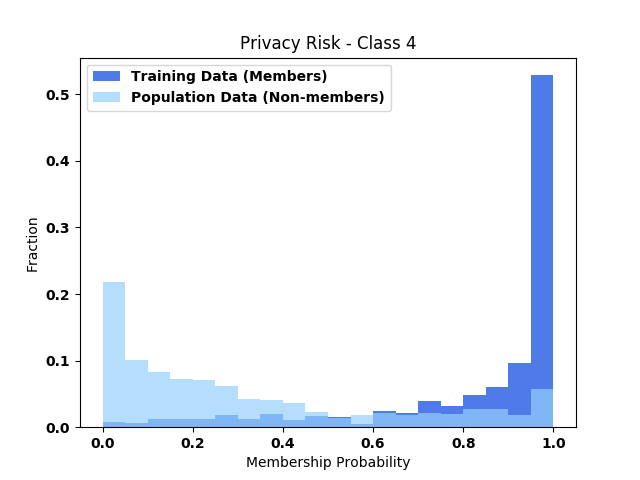 Privacy Risk - Class 4
Training Data (Members)
Population Data (Non-members)
Fraction
0.5
0.4
0.3
0.2
0.1
0.0
0.0 0.2 0.4 0.6 0.8 1.0
Membership Probability